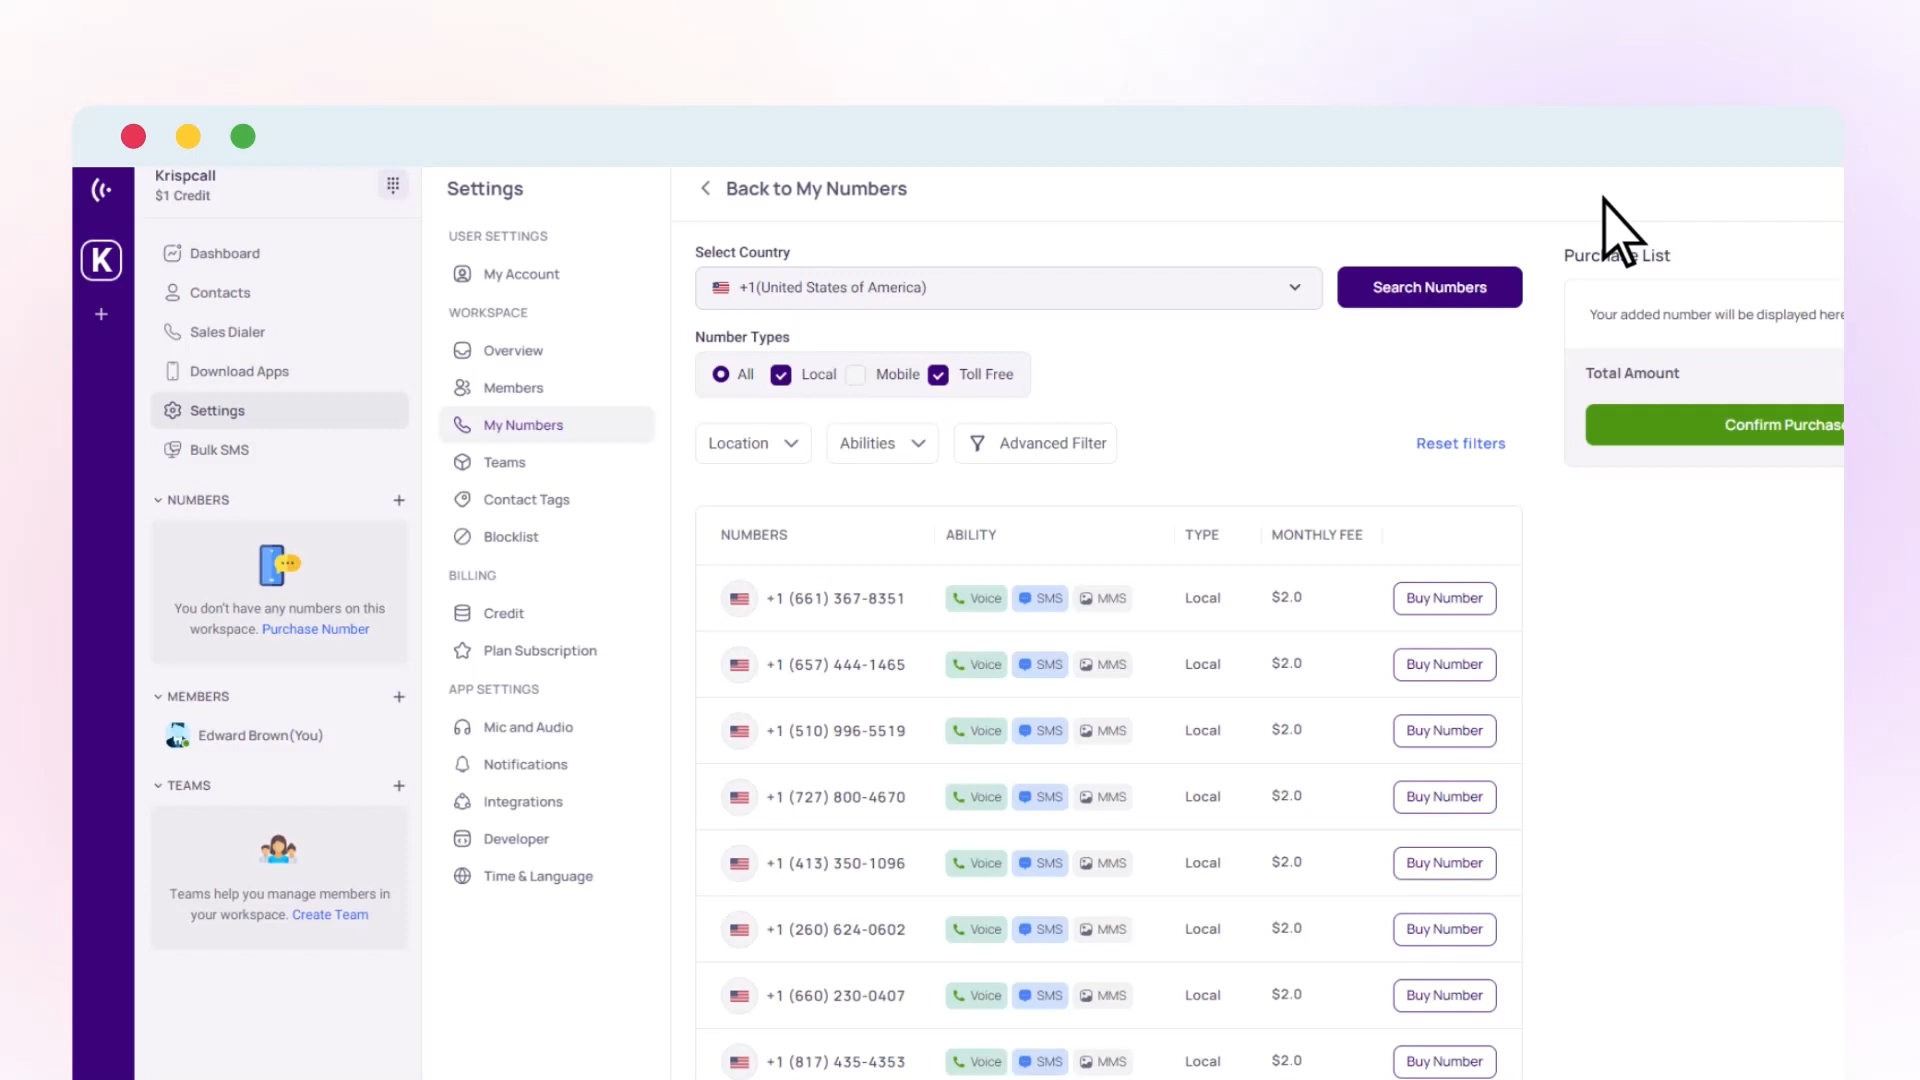 Krispcall
$1 Credit
K
Dashboard
Contacts
Sales Dialer
Download Apps
Settings
Bulk SMS
NUMBERS
You don't have any numbers on this
workspace. Purchase Number
MEMBERS
Edward Brown(You)
TEAMS
Teams help you manage members in
your workspace. Create Team
Settings
USER SETTINGS
My Account
WORKSPACE
Overview
Members
My Numbers
Teams
Contact Tags
Blocklist
BILLING
Credit
Plan Subscription
APP SETTINGS
Mic and Audio
Notifications
Integrations
Developer
Time & Language
Back to My Numbers
Select Country
+1(United States of America)
Search Numbers
Number Types
All Local Mobile Toll Free
Location Abilities Advanced Filter Reset filters
NUMBERS ABILITY TYPE MONTHLY FEE
+1 (661) 367-8351 Voice SMS MMS Local $2.0 Buy Number
+1 (657) 444-1465 Voice SMS MMS Local $2.0 Buy Number
+1 (510) 996-5519 Voice SMS MMS Local $2.0 Buy Number
+1 (727) 800-4670 Voice SMS MMS Local $2.0 Buy Number
+1 (413) 350-1096 Voice SMS MMS Local $2.0 Buy Number
+1 (260) 624-0602 Voice SMS MMS Local $2.0 Buy Number
+1 (660) 230-0407 Voice SMS MMS Local $2.0 Buy Number
+1 (817) 435-4353 Voice SMS MMS Local $2.0 Buy Number
Purchase List
Your added number will be displayed here
Total Amount
Confirm Purchase